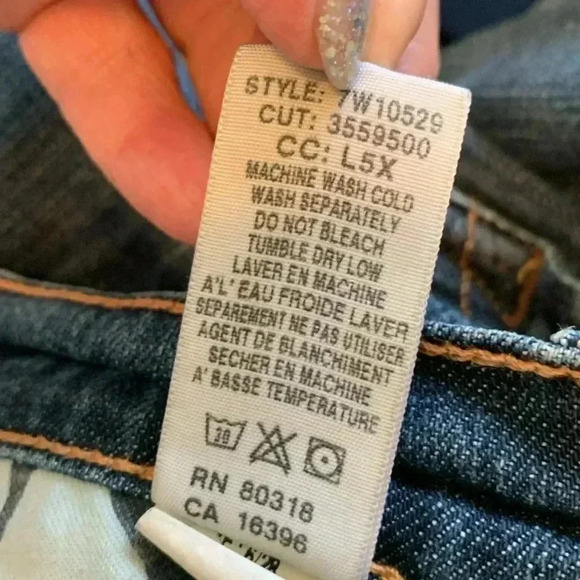 STYLE: 7W10529
CUT: 3559500
CC: L5X
MACHINE WASH COLD
WASH SEPARATELY
DO NOT BLEACH
TUMBLE DRY LOW
LAVER EN MACHINE
A'L' EAU FROIDE LAVER
SEPAREMENT NE PAS UTILISER
AGENT DE BLANCHIMENT
SECHER EN MACHINE
A' BASSE TEMPERATURE
30
RN 80318
CA 16396